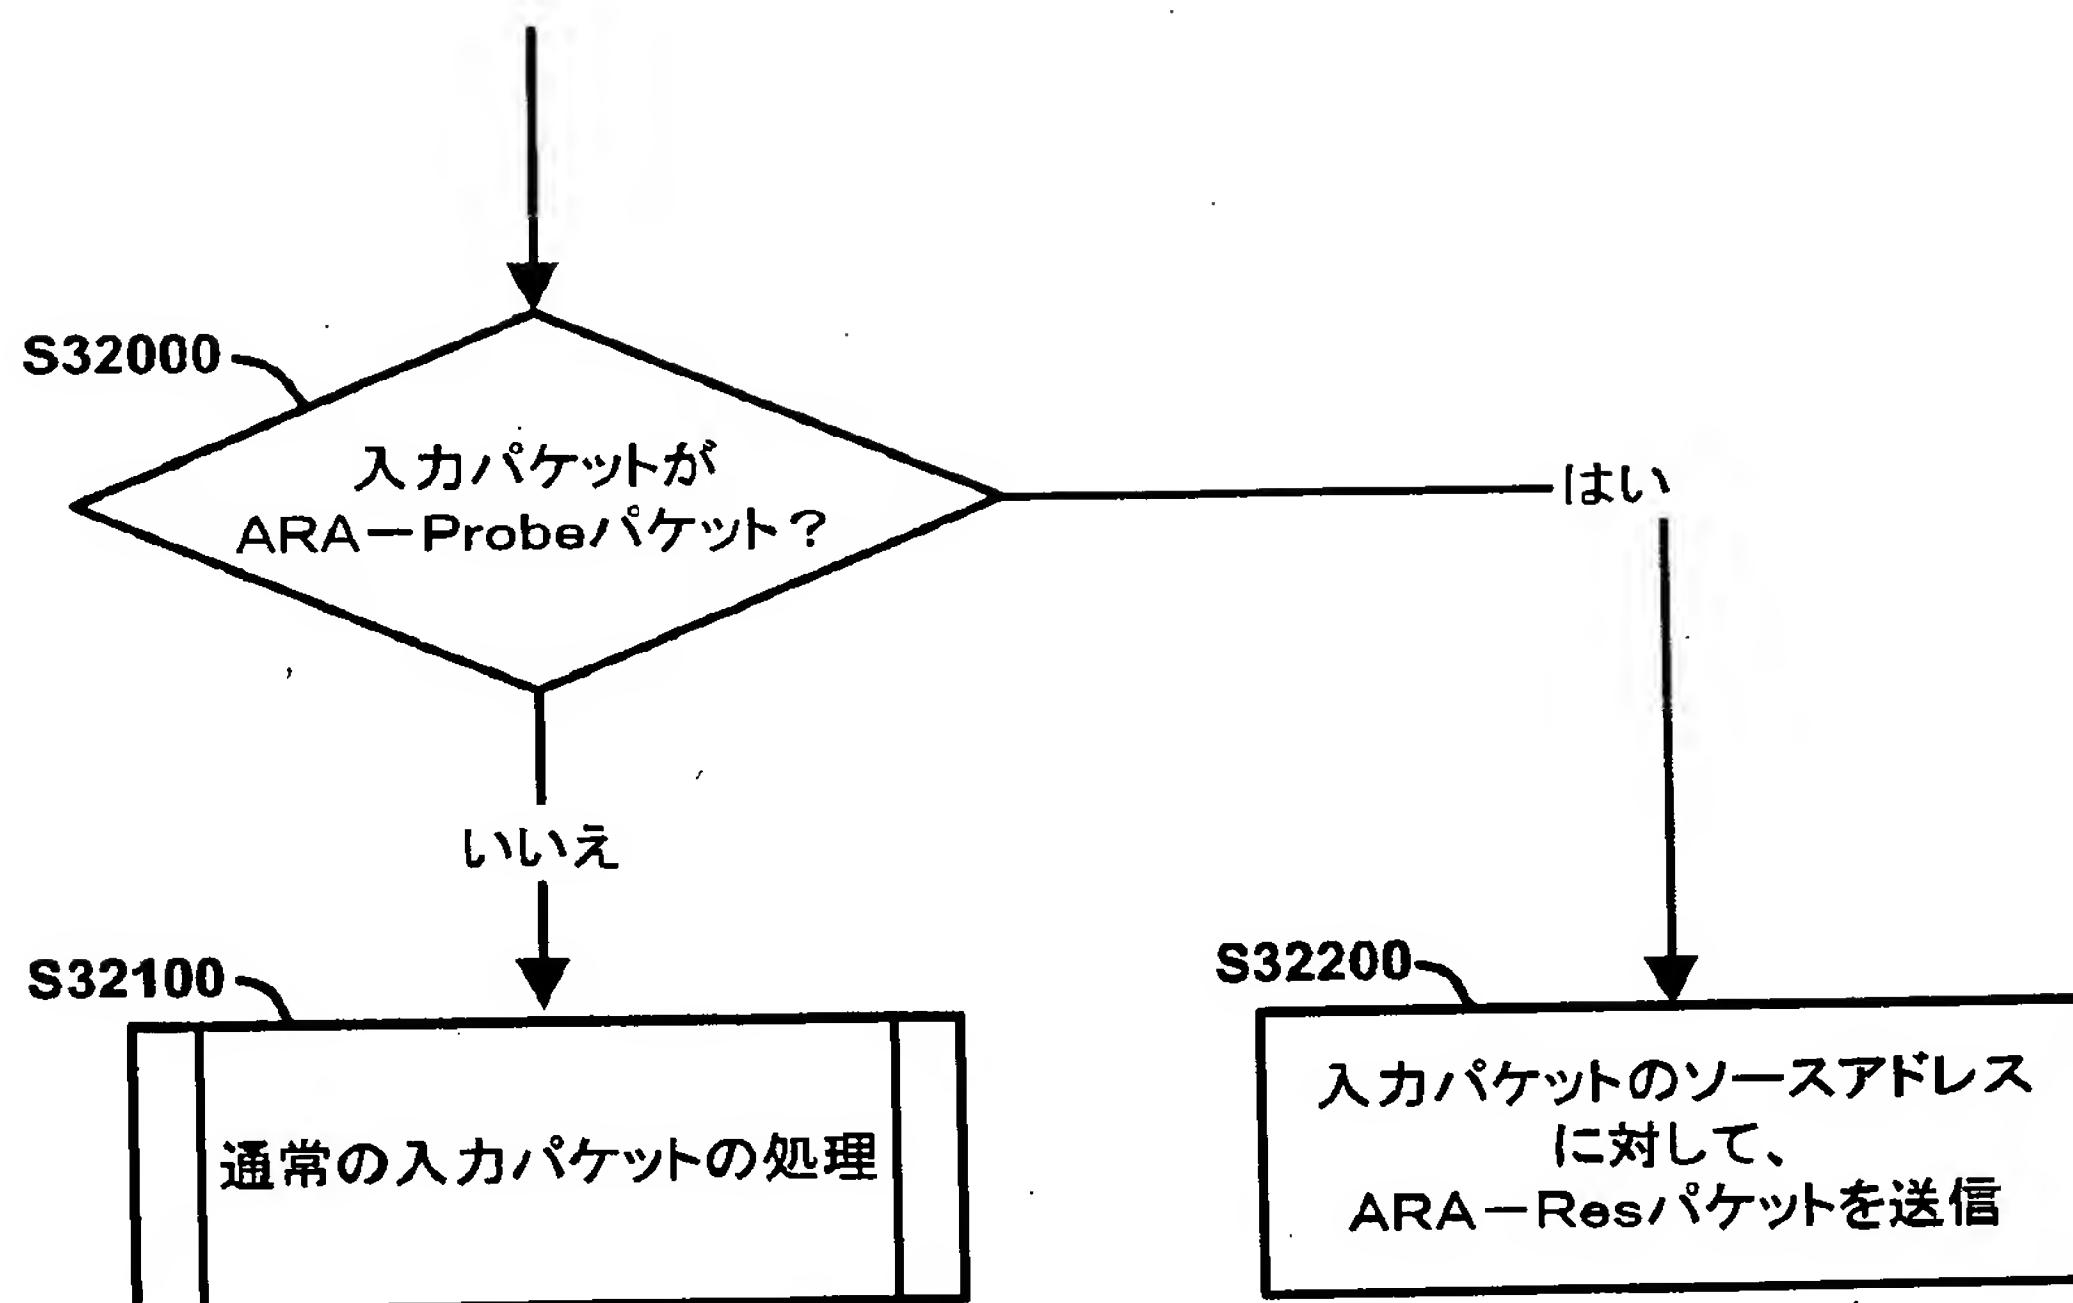 S32000
入力パケットが
ARA－Probeパケット？
はい
いいえ
S32100
通常の入力パケットの処理
S32200
入力パケットのソースアドレス
に対して、
ARA－Resパケットを送信